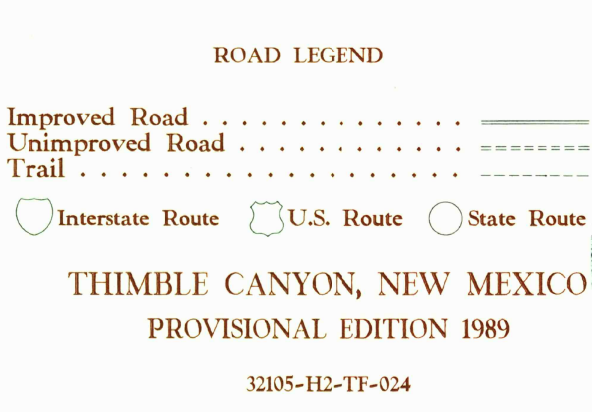 ROAD LEGEND
Improved Road . . . . . . . . . . . . . .
Unimproved Road . . . . . . . . . . . .
Trail . . . . . . . . . . . . . . . . . . .
Interstate Route U.S. Route State Route
THIMBLE CANYON, NEW MEXICO
PROVISIONAL EDITION 1989
32105-H2-TF-024